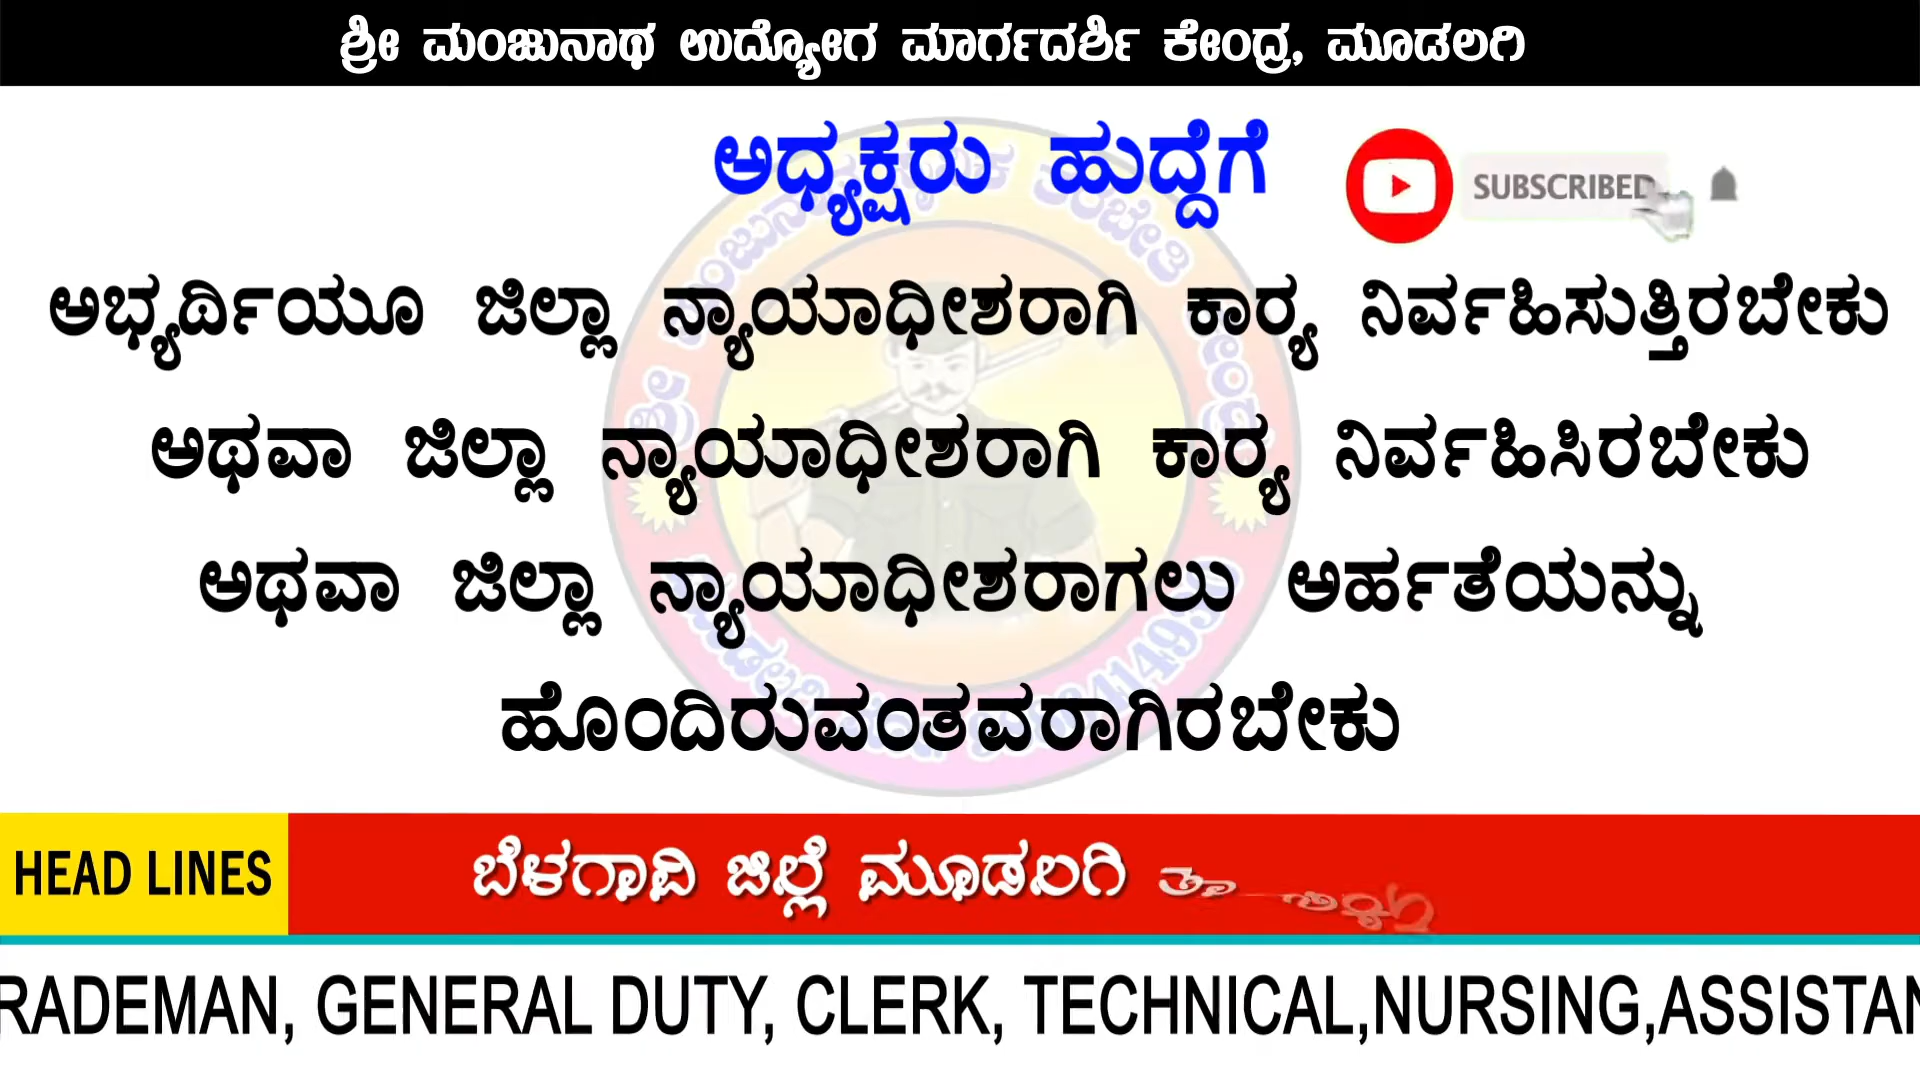 ಶ್ರೀ ಮಂಜುನಾಥ ಉದ್ಯೋಗ ಮಾರ್ಗದರ್ಶಿ ಕೇಂದ್ರ, ಮೂಡಲಗಿ
ಅಧ್ಯಕ್ಷರು ಹುದ್ದೆಗೆ
SUBSCRIBED
ಅಭ್ಯರ್ಥಿಯೂ ಜಿಲ್ಲಾ ನ್ಯಾಯಾಧೀಶರಾಗಿ ಕಾರ‍್ಯ ನಿರ್ವಹಿಸುತ್ತಿರಬೇಕು
ಅಥವಾ ಜಿಲ್ಲಾ ನ್ಯಾಯಾಧೀಶರಾಗಿ ಕಾರ‍್ಯ ನಿರ್ವಹಿಸಿರಬೇಕು
ಅಥವಾ ಜಿಲ್ಲಾ ನ್ಯಾಯಾಧೀಶರಾಗಲು ಅರ್ಹತೆಯನ್ನು
ಹೊಂದಿರುವಂತವರಾಗಿರಬೇಕು
HEAD LINES
ಬೆಳಗಾವಿ ಜಿಲ್ಲೆ ಮೂಡಲಗಿ ತಾ
RADEMAN, GENERAL DUTY, CLERK, TECHNICAL,NURSING,ASSISTAN